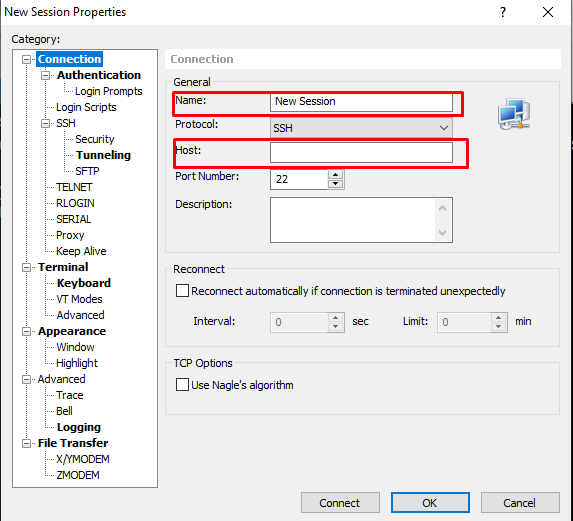 New Session Properties
?
Category:
Connection
Authentication
Login Prompts
Login Scripts
SSH
Security
Tunneling
SFTP
TELNET
RLOGIN
SERIAL
Proxy
Keep Alive
Terminal
Keyboard
VT Modes
Advanced
Appearance
Window
Highlight
Advanced
Trace
Bell
Logging
File Transfer
X/YMODEM
ZMODEM
Connection
General
Name: New Session
Protocol: SSH
Host:
Port Number: 22
Description:
Reconnect
Reconnect automatically if connection is terminated unexpectedly
Interval: 0 sec Limit: 0 min
TCP Options
Use Nagle's algorithm
Connect OK Cancel